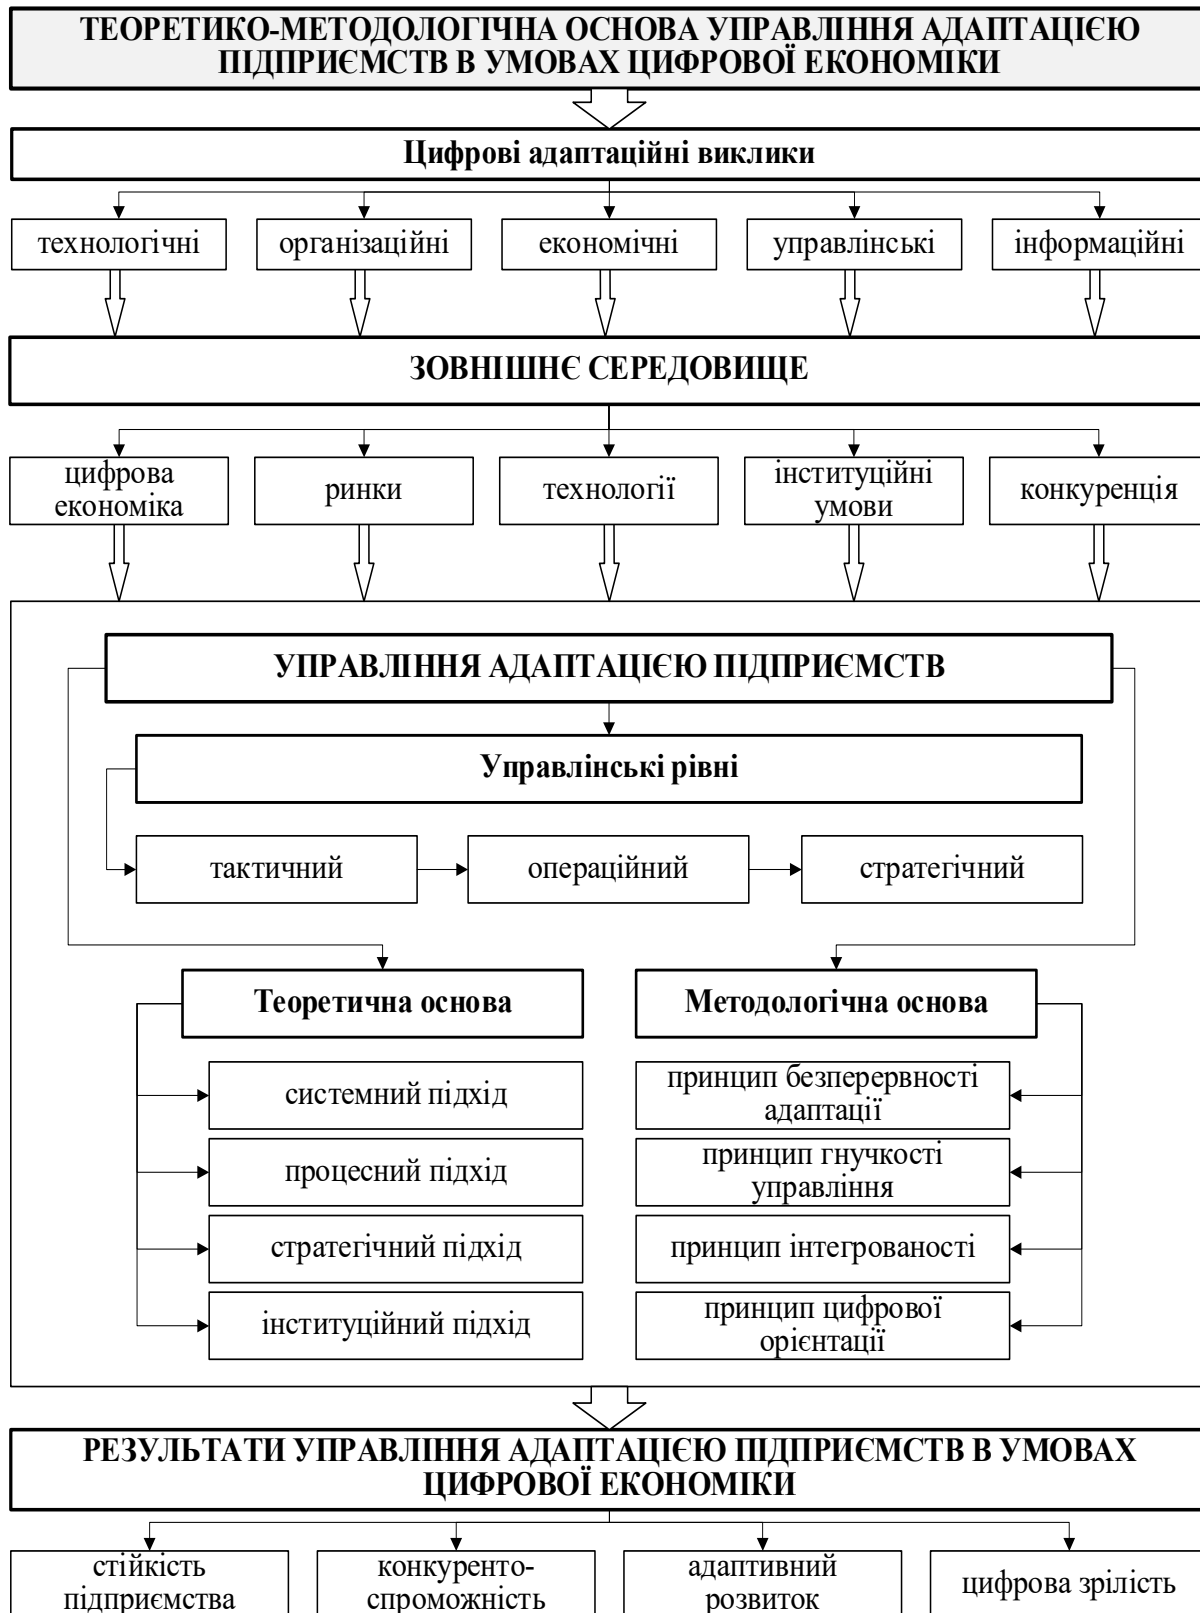 ТЕОРЕТИКО-МЕТОДОЛОГІЧНА ОСНОВА УПРАВЛІННЯ АДАПТАЦІЄЮ
ПІДПРИЄМСТВ В УМОВАХ ЦИФРОВОЇ ЕКОНОМІКИ
Цифрові адаптаційні виклики
технологічні
організаційні
економічні
управлінські
інформаційні
ЗОВНІШНЄ СЕРЕДОВИЩЕ
цифрова
економіка
ринки
технології
інституційні
умови
конкуренція
УПРАВЛІННЯ АДАПТАЦІЄЮ ПІДПРИЄМСТВ
Управлінські рівні
тактичний
операційний
стратегічний
Теоретична основа
системний підхід
процесний підхід
стратегічний підхід
інституційний підхід
Методологічна основа
принцип безперервності
адаптації
принцип гнучкості
управління
принцип інтегрованості
принцип цифрової
орієнтації
РЕЗУЛЬТАТИ УПРАВЛІННЯ АДАПТАЦІЄЮ ПІДПРИЄМСТВ В УМОВАХ
ЦИФРОВОЇ ЕКОНОМІКИ
стійкість
підприємства
конкуренто-
спроможність
адаптивний
розвиток
цифрова зрілість